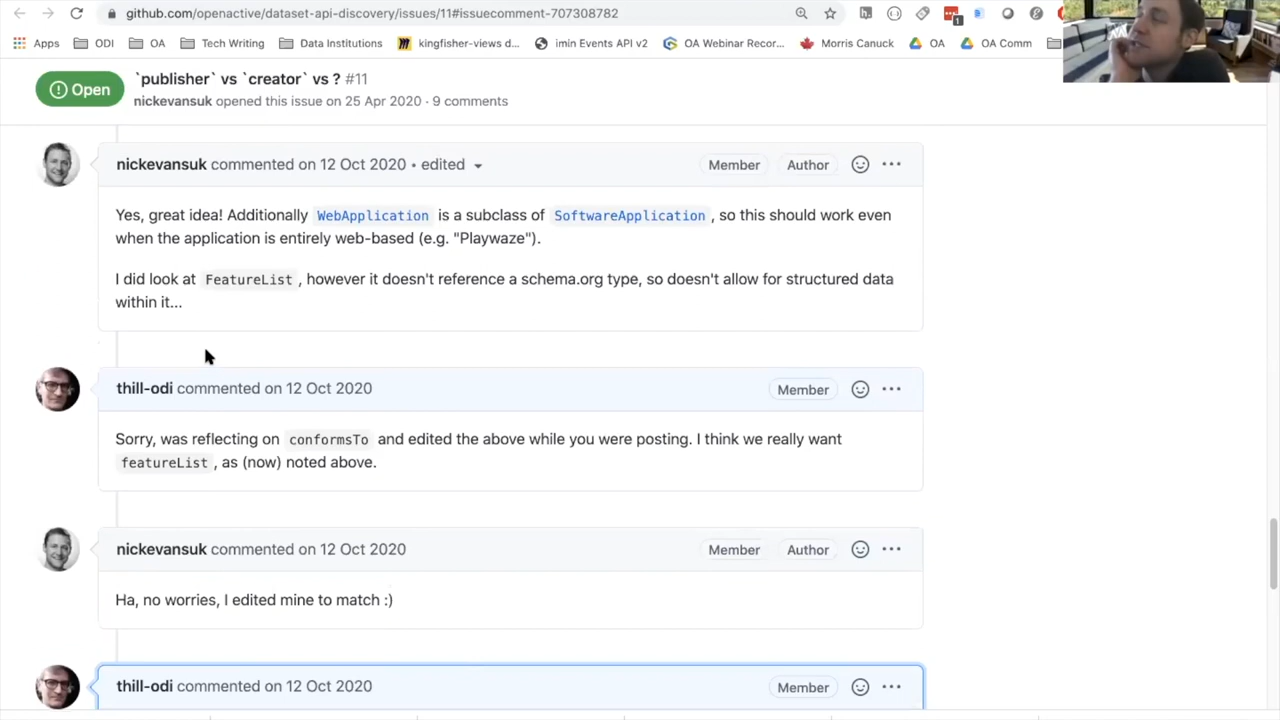 github.com/openactive/dataset-api-discovery/issues/11#issuecomment-707308782
1
Apps ODI OA Tech Writing Data Institutions kingfisher-views d... imin Events API v2 OA Webinar Recor... Morris Canuck OA OA Comm
Open
`publisher` vs `creator` vs ? #11
nickevansuk opened this issue on 25 Apr 2020 · 9 comments
nickevansuk commented on 12 Oct 2020 • edited
Member Author
Yes, great idea! Additionally WebApplication is a subclass of SoftwareApplication , so this should work even
when the application is entirely web-based (e.g. "Playwaze").
I did look at FeatureList , however it doesn't reference a schema.org type, so doesn't allow for structured data
within it...
thill-odi commented on 12 Oct 2020
Member
Sorry, was reflecting on conformsTo and edited the above while you were posting. I think we really want
featureList , as (now) noted above.
nickevansuk commented on 12 Oct 2020
Member Author
Ha, no worries, I edited mine to match :)
thill-odi commented on 12 Oct 2020
Member